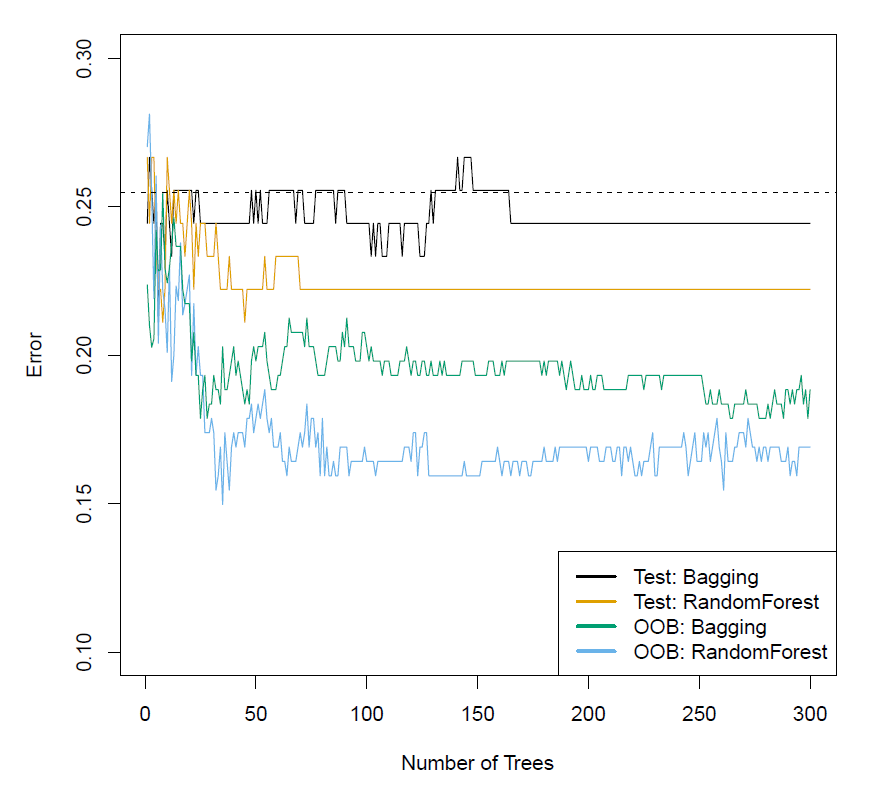 0.30
0.25
0.20
0.15
0.10
Error
0 50 100 150 200 250 300
Number of Trees
Test: Bagging
Test: RandomForest
OOB: Bagging
OOB: RandomForest